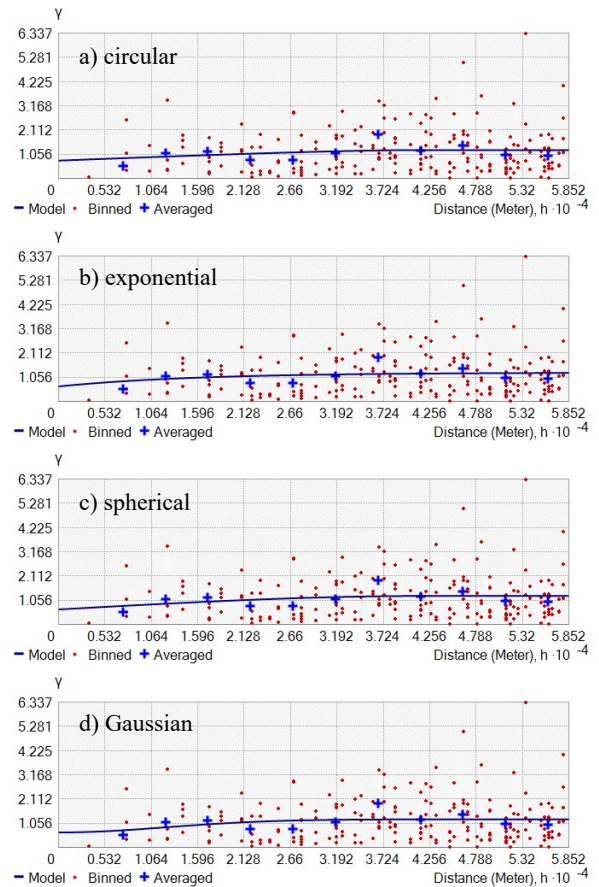 γ
6.337
a) circular
5.281
4.225
3.168
2.112
1.056
0 0.532 1.064 1.596 2.128 2.66 3.192 3.724 4.256 4.788 5.32 5.852
Model Binned Averaged Distance (Meter), h ·10 -4
γ
6.337
b) exponential
5.281
4.225
3.168
2.112
1.056
0 0.532 1.064 1.596 2.128 2.66 3.192 3.724 4.256 4.788 5.32 5.852
Model Binned Averaged Distance (Meter), h ·10 -4
γ
6.337
c) spherical
5.281
4.225
3.168
2.112
1.056
0 0.532 1.064 1.596 2.128 2.66 3.192 3.724 4.256 4.788 5.32 5.852
Model Binned Averaged Distance (Meter), h ·10 -4
γ
6.337
d) Gaussian
5.281
4.225
3.168
2.112
1.056
0 0.532 1.064 1.596 2.128 2.66 3.192 3.724 4.256 4.788 5.32 5.852
Model Binned Averaged Distance (Meter), h ·10 -4